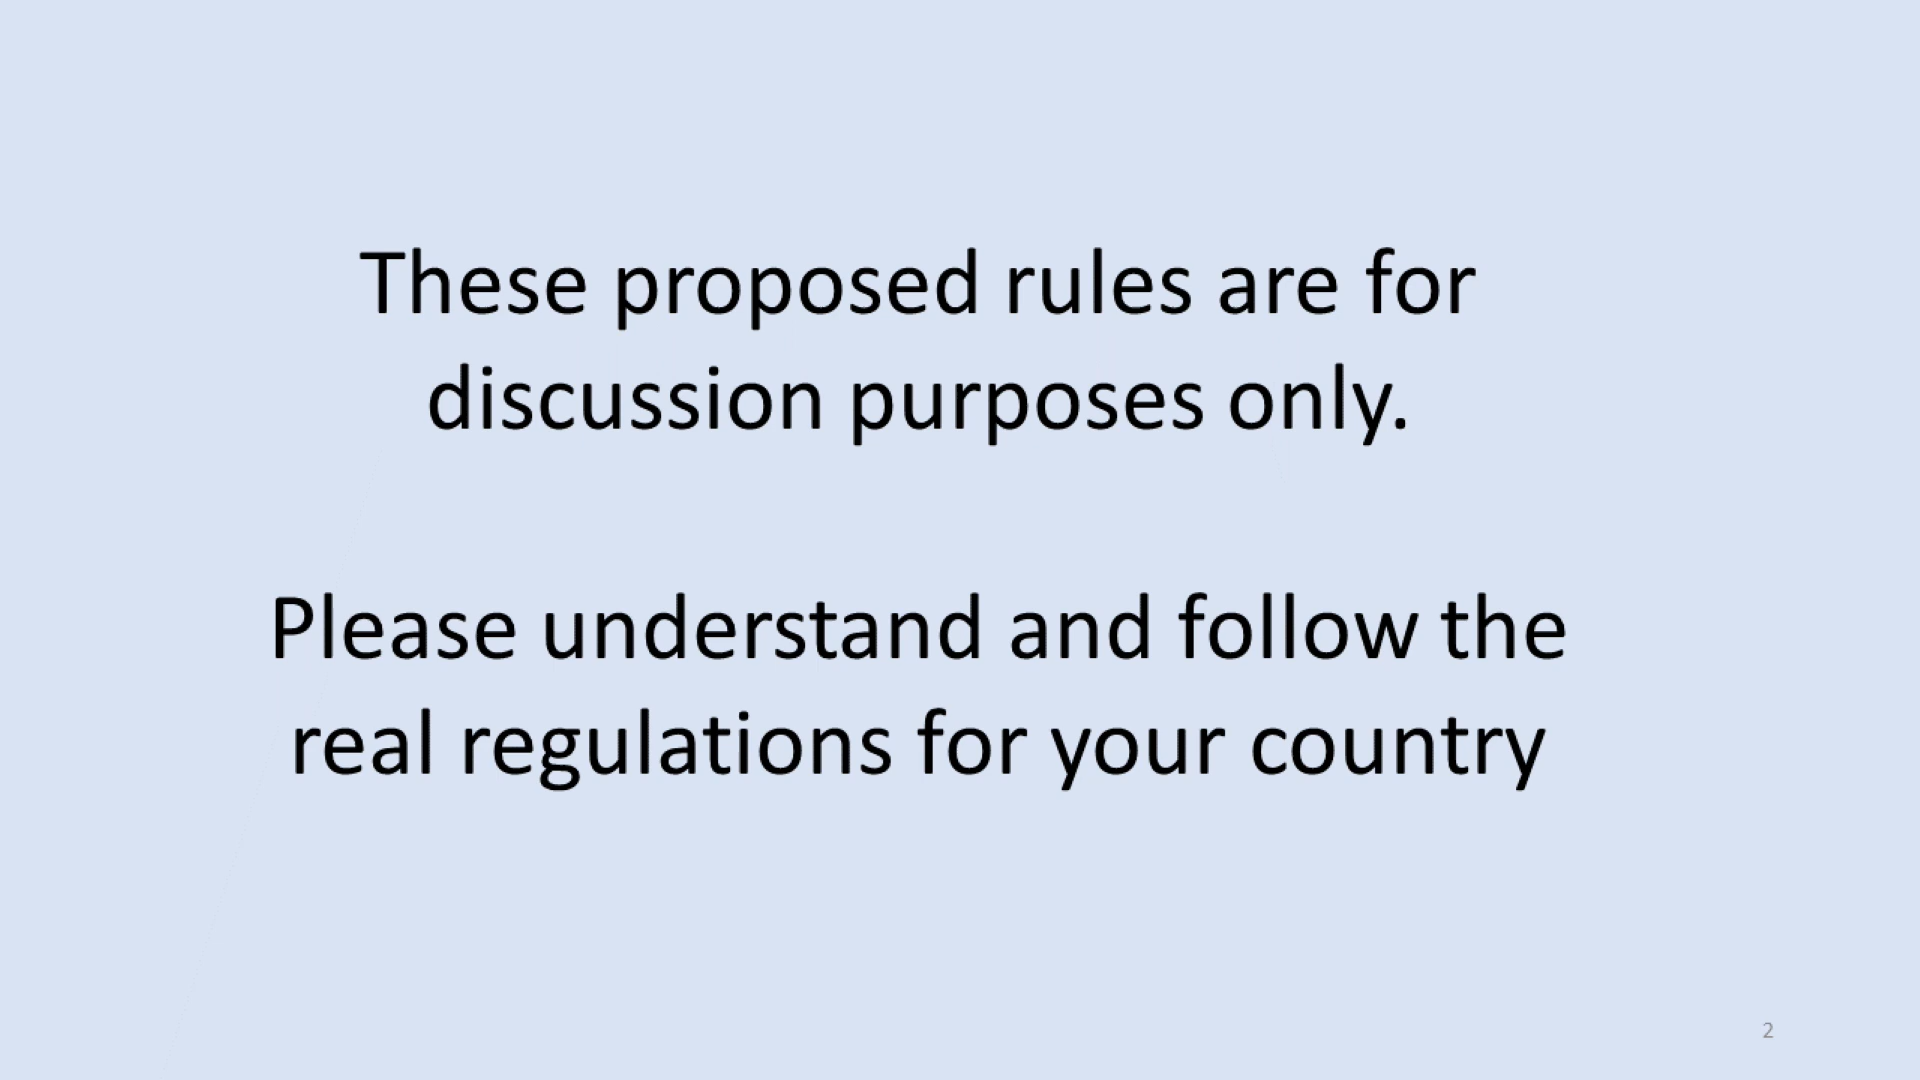 These proposed rules are for
discussion purposes only.
Please understand and follow the
real regulations for your country
2